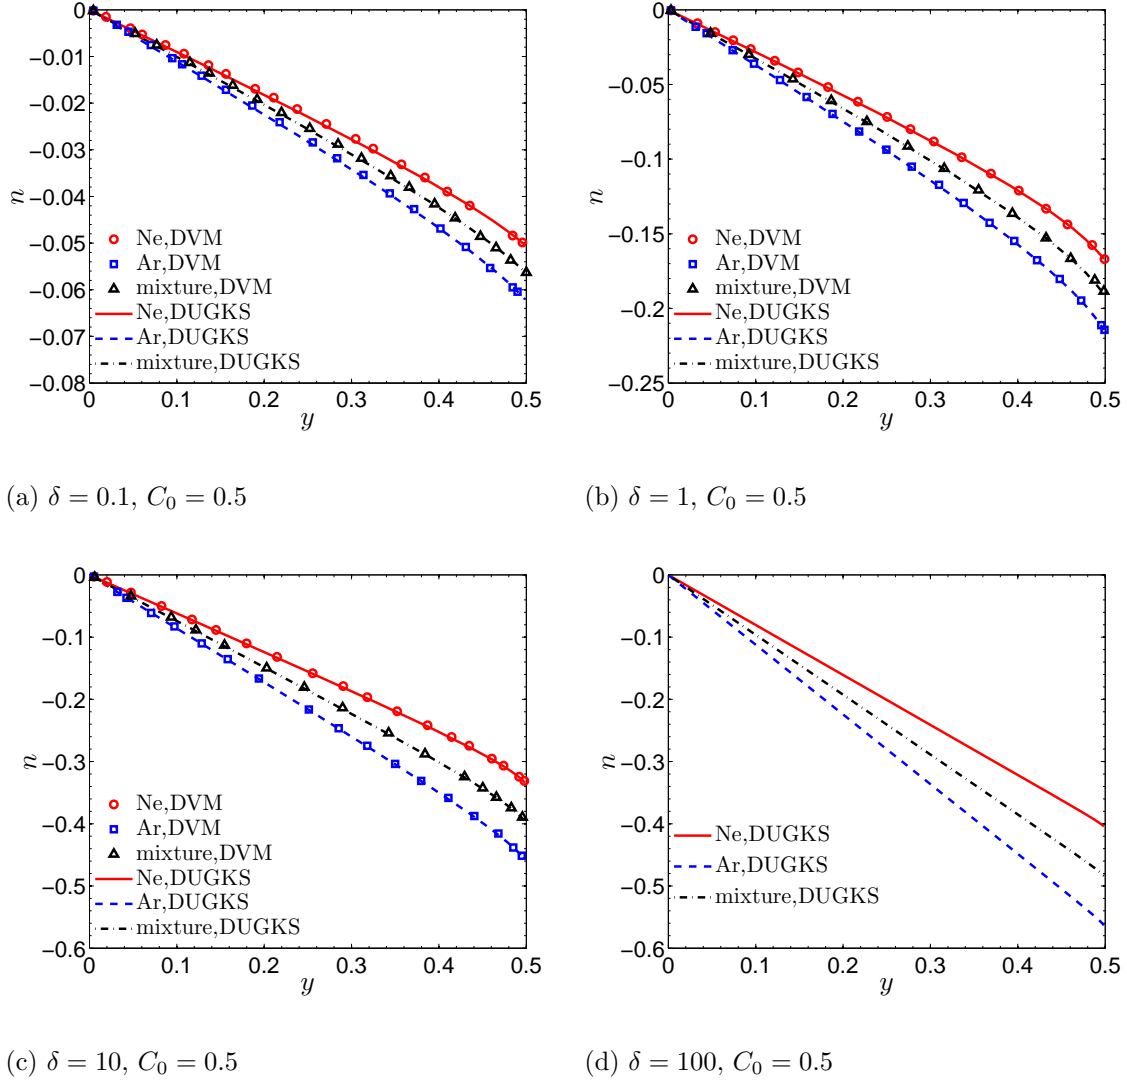 0
−0.01
−0.02
−0.03
−0.04
−0.05
−0.06
−0.07
−0.08
n
Ne,DVM
Ar,DVM
mixture,DVM
Ne,DUGKS
Ar,DUGKS
mixture,DUGKS
0 0.1 0.2 0.3 0.4 0.5
y
(a) δ = 0.1, C₀ = 0.5
0
−0.05
−0.1
−0.15
−0.2
−0.25
n
Ne,DVM
Ar,DVM
mixture,DVM
Ne,DUGKS
Ar,DUGKS
mixture,DUGKS
0 0.1 0.2 0.3 0.4 0.5
y
(b) δ = 1, C₀ = 0.5
0
−0.1
−0.2
−0.3
−0.4
−0.5
−0.6
n
Ne,DVM
Ar,DVM
mixture,DVM
Ne,DUGKS
Ar,DUGKS
mixture,DUGKS
0 0.1 0.2 0.3 0.4 0.5
y
(c) δ = 10, C₀ = 0.5
0
−0.1
−0.2
−0.3
−0.4
−0.5
−0.6
n
Ne,DUGKS
Ar,DUGKS
mixture,DUGKS
0 0.1 0.2 0.3 0.4 0.5
y
(d) δ = 100, C₀ = 0.5